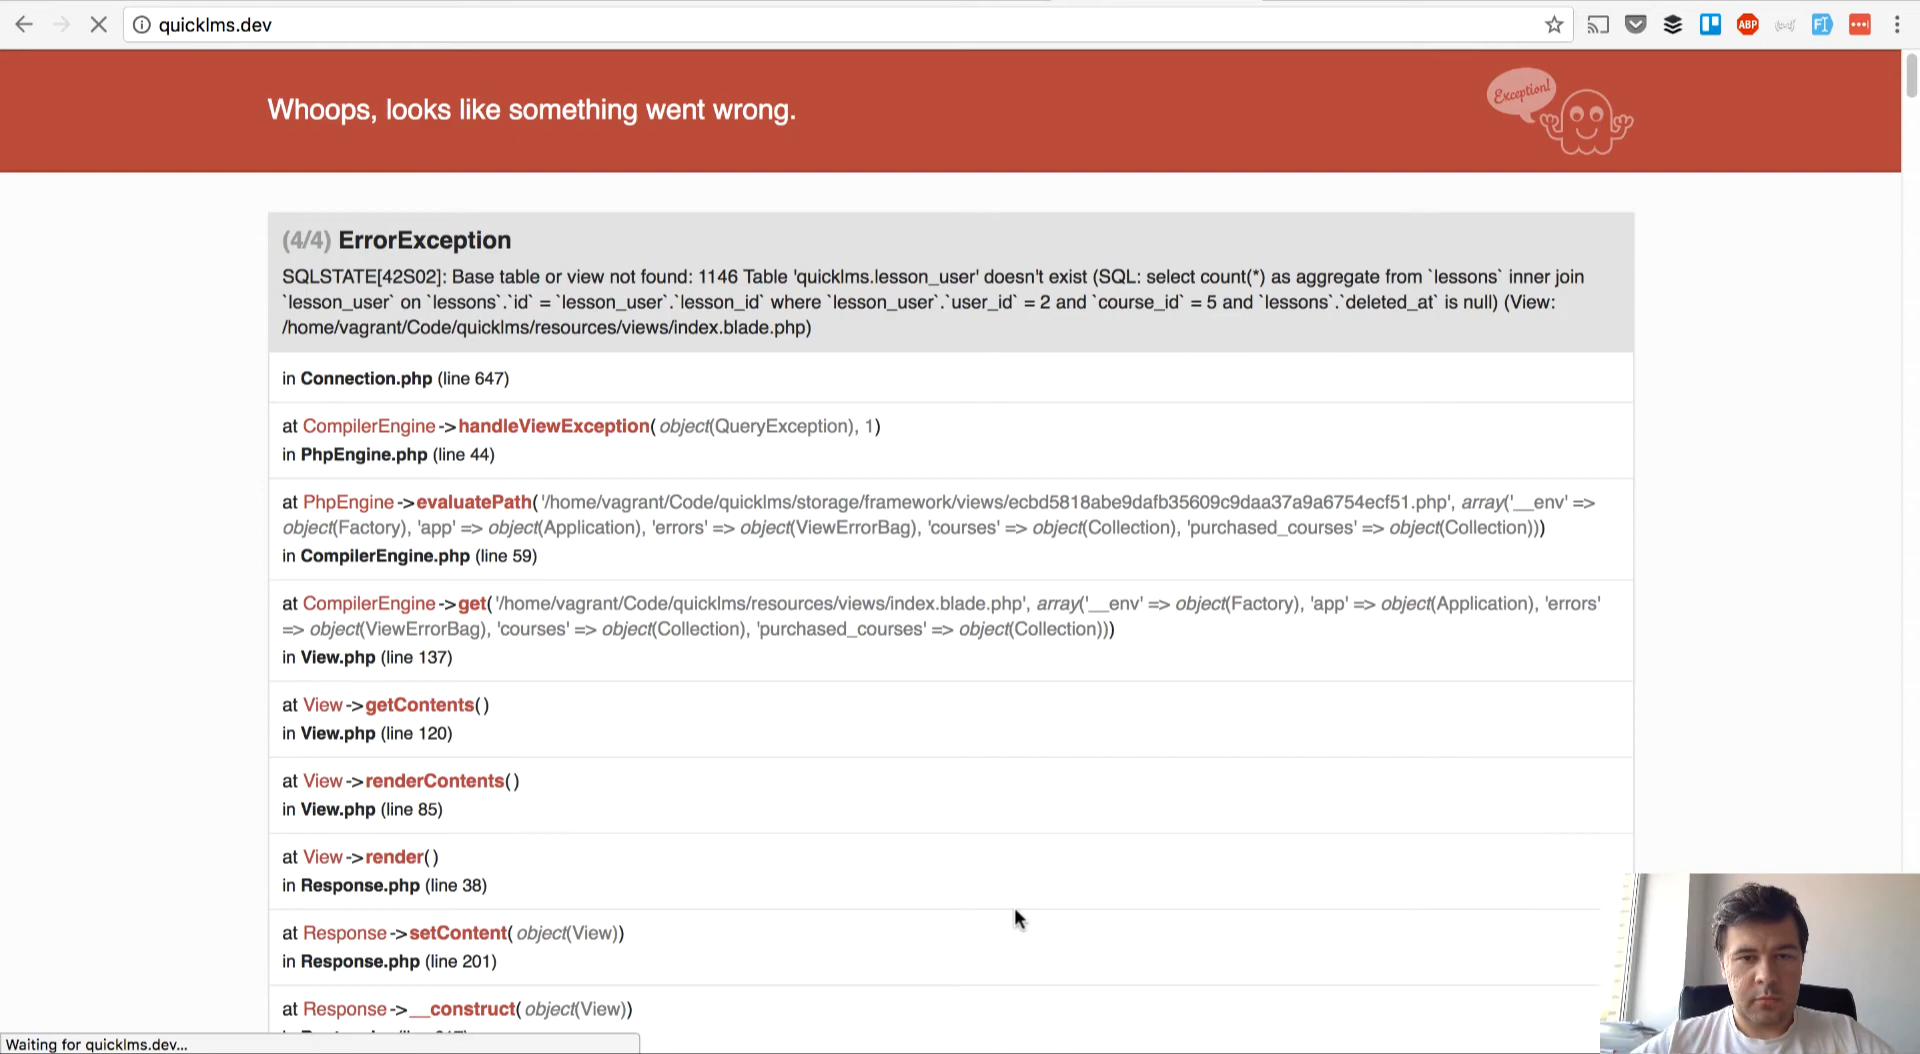 quicklms.dev
ABP
Whoops, looks like something went wrong.
Exception!
(4/4) ErrorException
SQLSTATE[42S02]: Base table or view not found: 1146 Table 'quicklms.lesson_user' doesn't exist (SQL: select count(*) as aggregate from `lessons` inner join
`lesson_user` on `lessons`.`id` = `lesson_user`.`lesson_id` where `lesson_user`.`user_id` = 2 and `course_id` = 5 and `lessons`.`deleted_at` is null) (View:
/home/vagrant/Code/quicklms/resources/views/index.blade.php)
in Connection.php (line 647)
at CompilerEngine->handleViewException(object(QueryException), 1)
in PhpEngine.php (line 44)
at PhpEngine->evaluatePath('/home/vagrant/Code/quicklms/storage/framework/views/ecbd5818abe9dafb35609c9daa37a9a6754ecf51.php', array('__env' =>
object(Factory), 'app' => object(Application), 'errors' => object(ViewErrorBag), 'courses' => object(Collection), 'purchased_courses' => object(Collection)))
in CompilerEngine.php (line 59)
at CompilerEngine->get('/home/vagrant/Code/quicklms/resources/views/index.blade.php', array('__env' => object(Factory), 'app' => object(Application), 'errors'
=> object(ViewErrorBag), 'courses' => object(Collection), 'purchased_courses' => object(Collection)))
in View.php (line 137)
at View->getContents()
in View.php (line 120)
at View->renderContents()
in View.php (line 85)
at View->render()
in Response.php (line 38)
at Response->setContent(object(View))
in Response.php (line 201)
at Response->__construct(object(View))
Waiting for quicklms.dev...